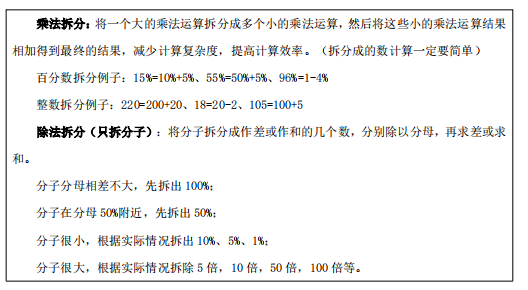 乘法拆分：将一个大的乘法运算拆分成多个小的乘法运算，然后将这些小的乘法运算结果
相加得到最终的结果，减少计算复杂度，提高计算效率。（拆分成的数计算一定要简单）
百分数拆分例子：15%=10%+5%、55%=50%+5%、96%=1-4%
整数拆分例子：220=200+20、18=20-2、105=100+5
除法拆分（只拆分子）：将分子拆分成作差或作和的几个数，分别除以分母，再求差或求
和。
分子分母相差不大，先拆出 100%；
分子在分母 50%附近，先拆出 50%；
分子很小，根据实际情况拆出 10%、5%、1%；
分子很大，根据实际情况拆除 5 倍，10 倍，50 倍，100 倍等。